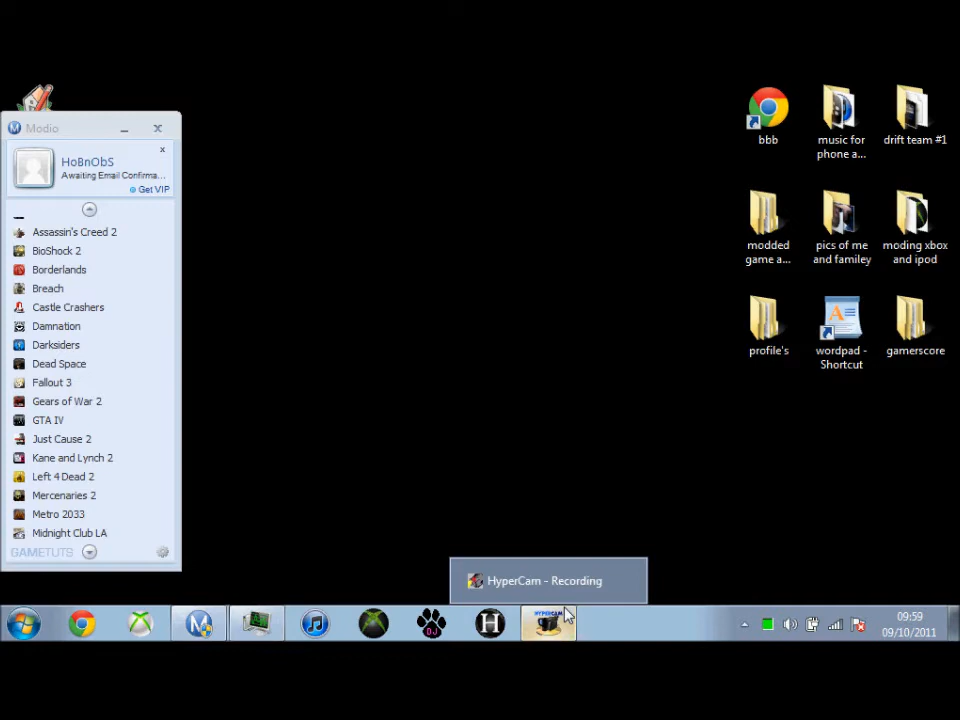 Modio
HoBnObS
Awaiting Email Confirma...
Get VIP
Assassin's Creed 2
BioShock 2
Borderlands
Breach
Castle Crashers
Damnation
Darksiders
Dead Space
Fallout 3
Gears of War 2
GTA IV
Just Cause 2
Kane and Lynch 2
Left 4 Dead 2
Mercenaries 2
Metro 2033
Midnight Club LA
GAMETUTS
bbb
music for
phone a...
drift team #1
modded
game a...
pics of me
and familey
moding xbox
and ipod
profile's
wordpad -
Shortcut
gamerscore
HyperCam - Recording
DJ
H
HYPERCAM
09:59
09/10/2011